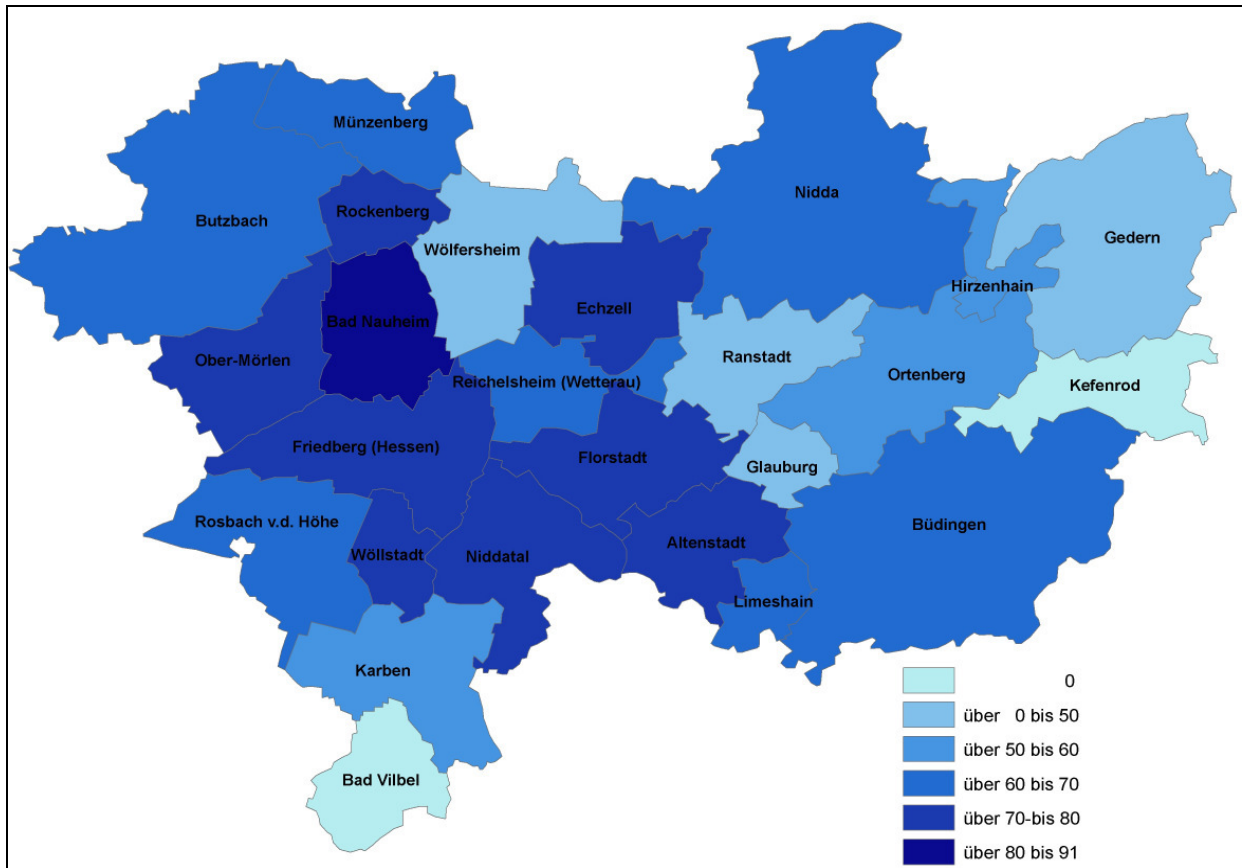 Münzenberg
Nidda
Rockenberg
Butzbach
Gedern
Wölfersheim
Hirzenhain
Echzell
Bad Nauheim
Ranstadt
Ober-Mörlen
Ortenberg
Reichelsheim (Wetterau)
Kefenrod
Friedberg (Hessen)
Florstadt
Glauburg
Rosbach v.d. Höhe
Büdingen
Altenstadt
Wöllstadt
Niddatal
Limeshain
Karben
Bad Vilbel
0
über 0 bis 50
über 50 bis 60
über 60 bis 70
über 70-bis 80
über 80 bis 91